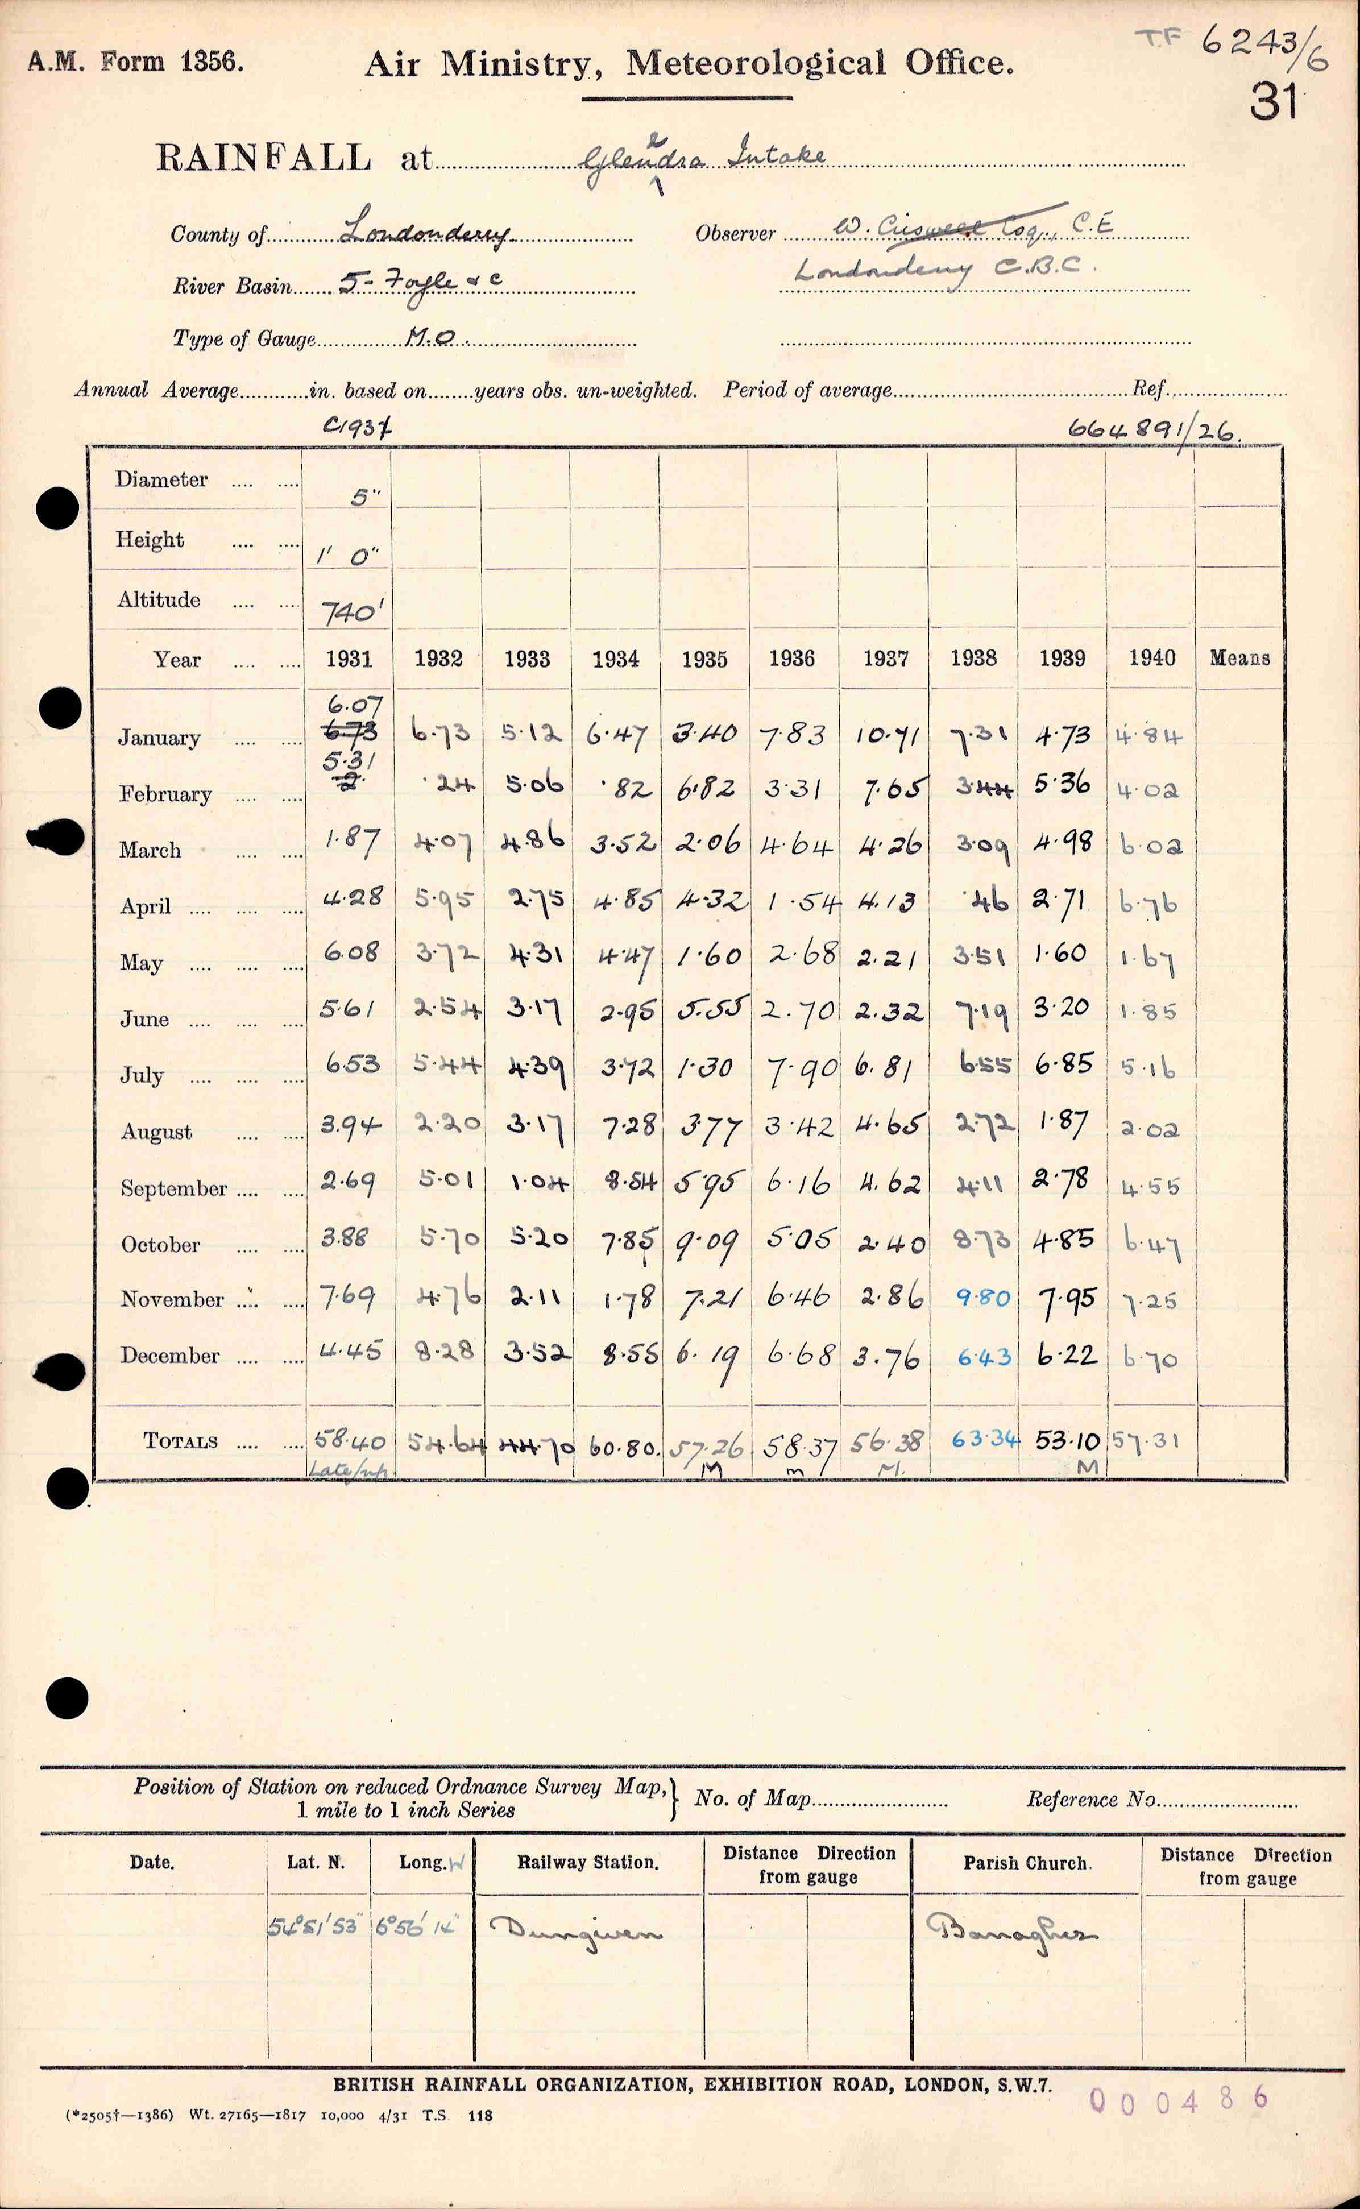 TF 6243/6
A.M. Form 1356. Air Ministry, Meteorological Office.
31
RAINFALL at Glenedra Intake
County of Londonderry Observer W. Criswell Esq., C.E
River Basin 5- Foyle & c Londonderry C.B.C.
Type of Gauge M.O.
Annual Average in. based on years obs. un-weighted. Period of average Ref.
C1931 664891/26.
Diameter 5"
Height 1' 0"
Altitude 740'
Year 1931 1932 1933 1934 1935 1936 1937 1938 1939 1940 Means
6.07
January 6.73 6.73 5.12 6.47 3.40 7.83 10.71 7.31 4.73 4.84
5.31
February 2 .24 5.06 .82 6.82 3.31 7.65 3.44 5.36 4.02
March 1.87 4.07 4.86 3.52 2.06 4.64 4.26 3.09 4.98 6.02
April 4.28 5.95 2.75 4.85 4.32 1.54 4.13 .46 2.71 6.76
May 6.08 3.72 4.31 4.47 1.60 2.68 2.21 3.51 1.60 1.67
June 5.61 2.54 3.17 2.95 5.55 2.70 2.32 7.19 3.20 1.85
July 6.53 5.44 4.39 3.72 1.30 7.90 6.81 6.55 6.85 5.16
August 3.94 2.20 3.17 7.28 3.77 3.42 4.65 2.72 1.87 2.02
September 2.69 5.01 1.04 8.54 5.95 6.16 4.62 4.11 2.78 4.55
October 3.88 5.70 5.20 7.85 9.09 5.05 2.40 8.73 4.85 6.47
November 7.69 4.76 2.11 1.78 7.21 6.46 2.86 9.80 7.95 7.25
December 4.45 8.28 3.52 8.55 6.19 6.68 3.76 6.43 6.22 6.70
TOTALS 58.40 54.64 44.70 60.80. 57.26 58.37 56.38 63.34 53.10 57.31
Late/np M m M. M
Position of Station on reduced Ordnance Survey Map,} No. of Map Reference No
1 mile to 1 inch Series
Date. Lat. N. Long. W Railway Station. Distance Direction from gauge Parish Church. Distance Direction from gauge
54° 51' 53" 6° 56' 14" Dungiven Banagher
BRITISH RAINFALL ORGANIZATION, EXHIBITION ROAD, LONDON, S.W.7.
000486
(*2505†—1386) Wt. 27165—1817 10,000 4/31 T.S. 118